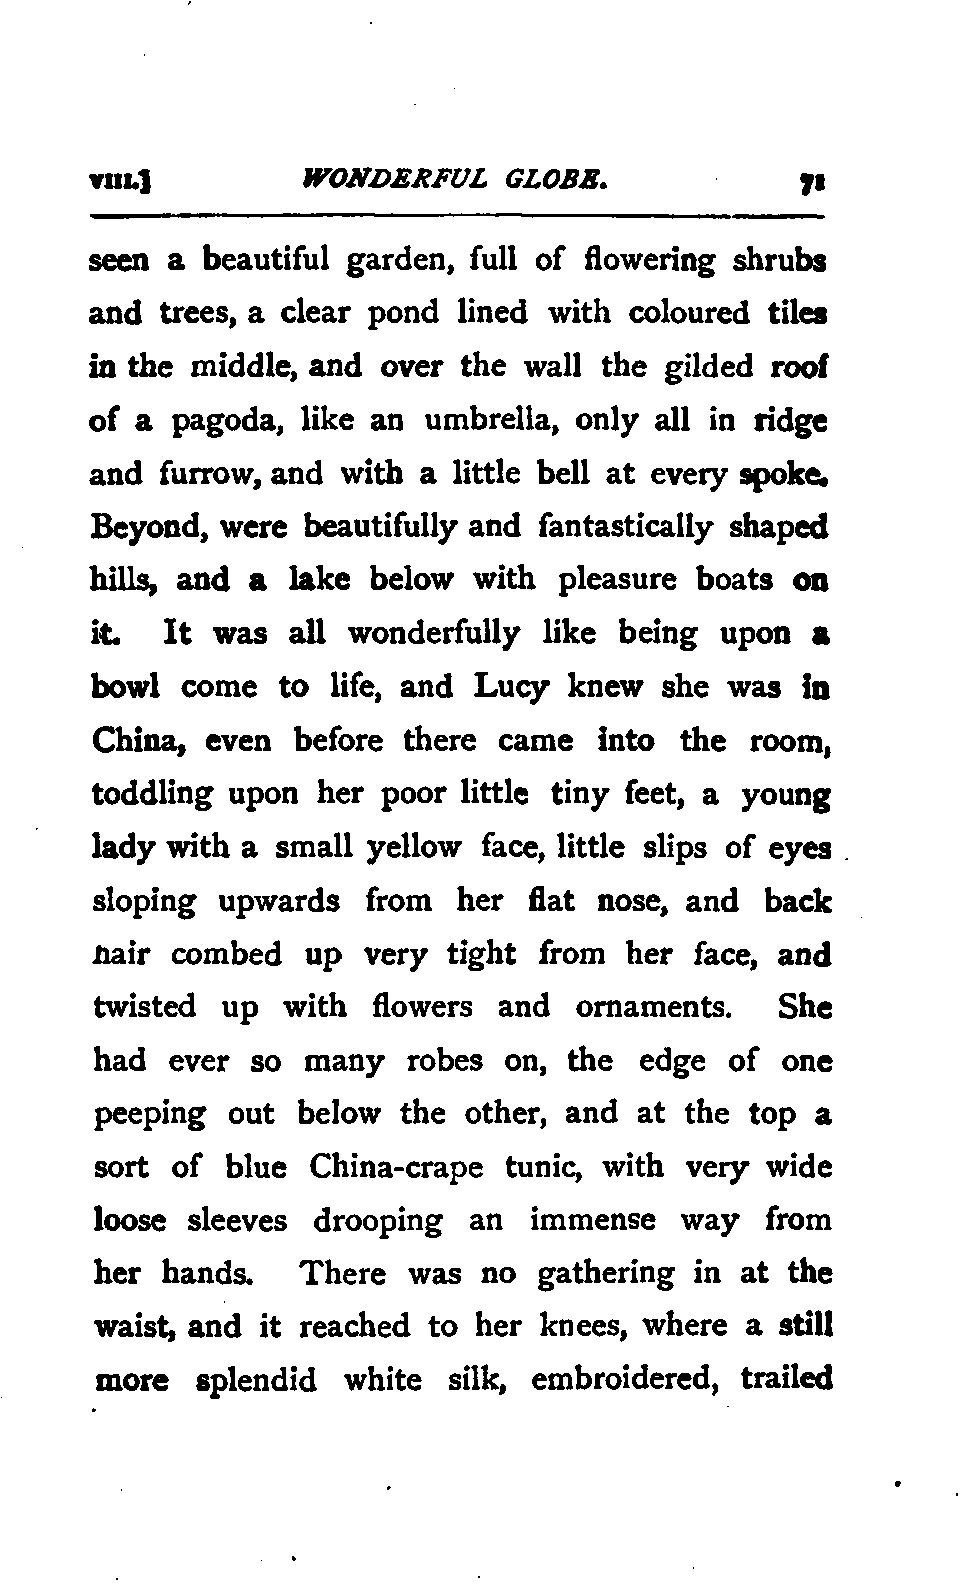 VIII.] WONDERFUL GLOBE. 71
seen a beautiful garden, full of flowering shrubs
and trees, a clear pond lined with coloured tiles
in the middle, and over the wall the gilded roof
of a pagoda, like an umbrella, only all in ridge
and furrow, and with a little bell at every spoke.
Beyond, were beautifully and fantastically shaped
hills, and a lake below with pleasure boats on
it. It was all wonderfully like being upon a
bowl come to life, and Lucy knew she was in
China, even before there came into the room,
toddling upon her poor little tiny feet, a young
lady with a small yellow face, little slips of eyes
sloping upwards from her flat nose, and back
hair combed up very tight from her face, and
twisted up with flowers and ornaments. She
had ever so many robes on, the edge of one
peeping out below the other, and at the top a
sort of blue China-crape tunic, with very wide
loose sleeves drooping an immense way from
her hands. There was no gathering in at the
waist, and it reached to her knees, where a still
more splendid white silk, embroidered, trailed